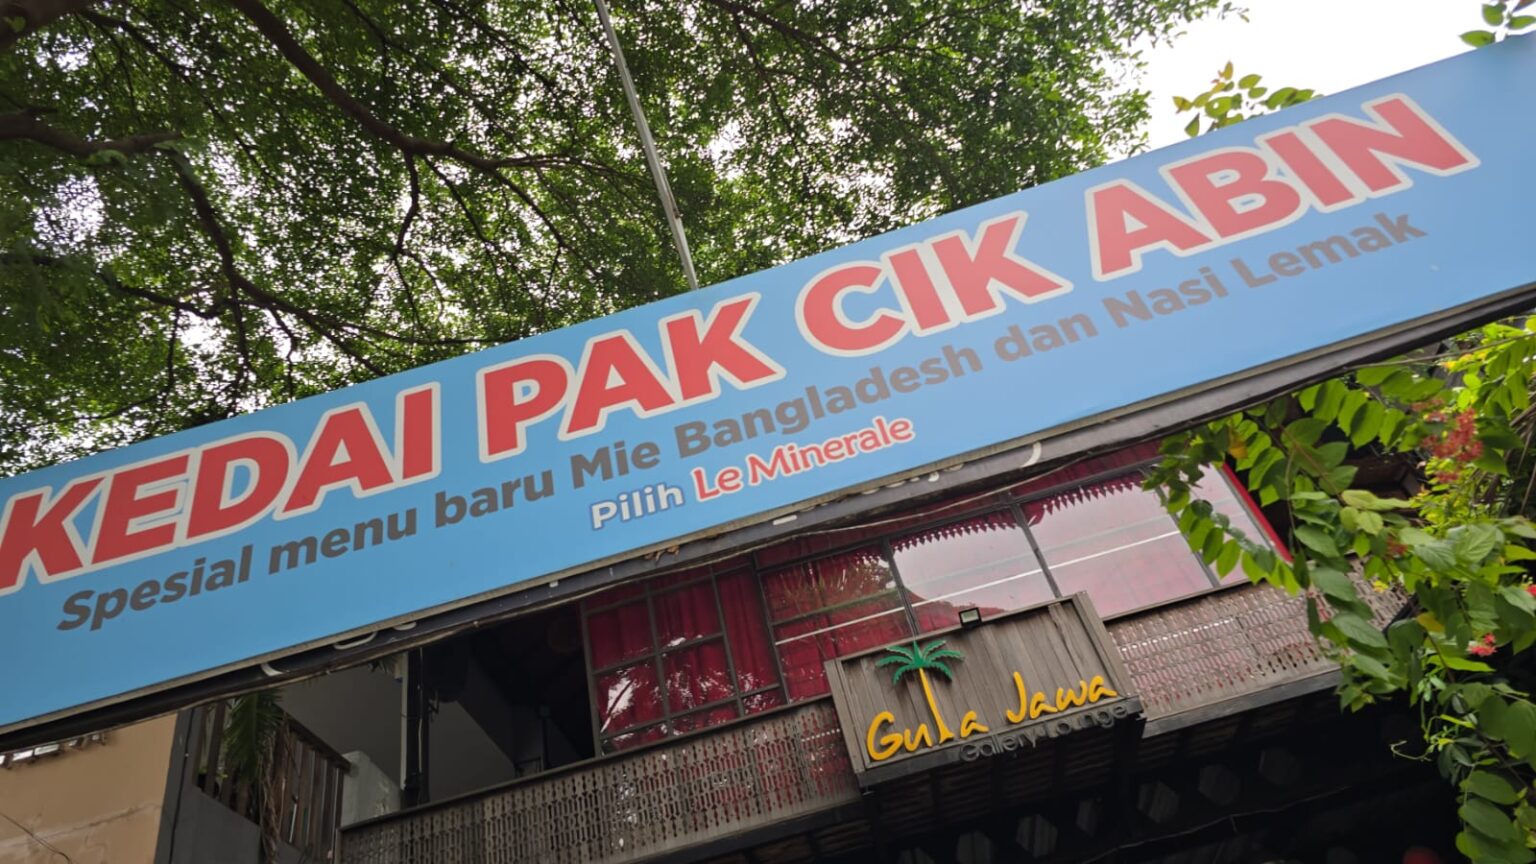 KEDAI PAK CIK ABIN
Spesial menu baru Mie Bangladesh dan Nasi Lemak
Pilih Le Minerale
Gula Jawa
Gallery Lounge